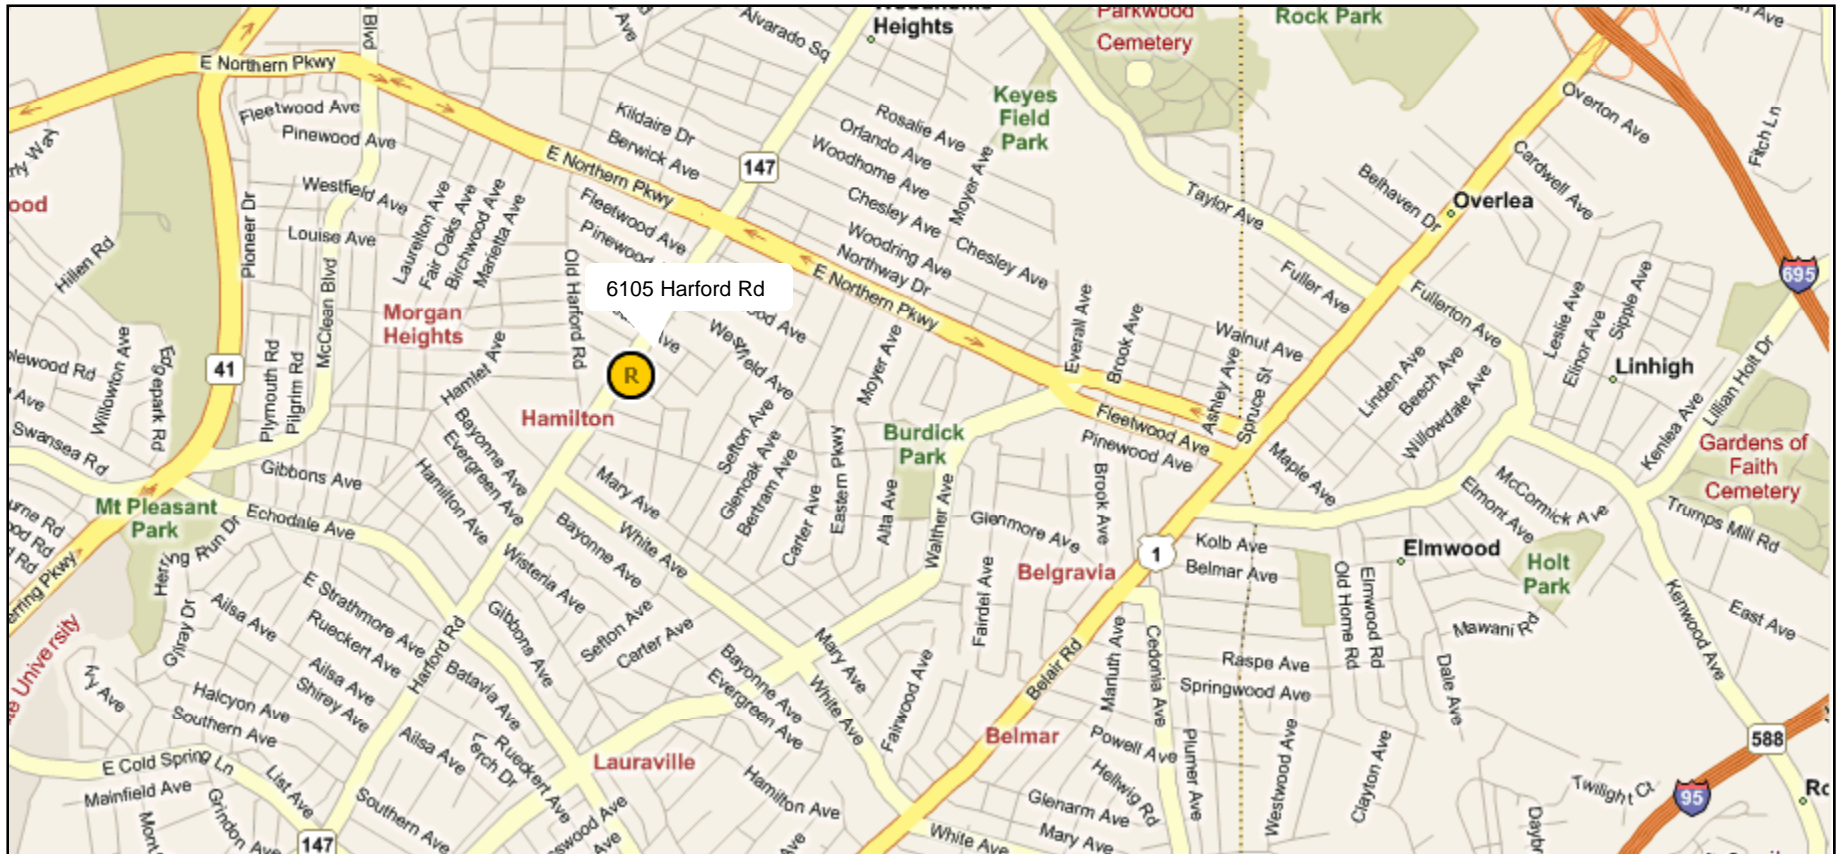 Blvd
Ave
Alvarado Sq
Heights
Parkwood
Cemetery
Rock Park
Ave
E Northern Pkwy
Fleetwood Ave
Pinewood Ave
Kildaire Dr
Berwick Ave
Rosalie Ave
Orlando Ave
Woodhome Ave
Keyes
Field
Park
Overton Ave
Fitch Ln
147
E Northern Pkwy
Chesley Ave
Moyer Ave
Taylor Ave
Belhaven Dr
Cardwell Ave
Overlea
Way
Westfield Ave
Louise Ave
Pioneer Dr
Laurelton Ave
Fair Oaks Ave
Birchwood Ave
Marietta Ave
Fleetwood Ave
Woodring Ave
Northway Dr
Chesley Ave
E Northern Pkwy
Hillen Rd
McClean Blvd
Old Harford Rd
6105 Harford Rd
Fuller Ave
Fullerton Ave
Leslie Ave
Elinor Ave
Sipple Ave
695
Morgan
Heights
Westfield Ave
Moyer Ave
Everall Ave
Brook Ave
Walnut Ave
Ashley Ave
Spruce St
Linden Ave
Beech Ave
Willowdale Ave
Linhigh
Lillian Holt Dr
Kenlea Ave
41
R
Willowton Ave
Edgepark Rd
Plymouth Rd
Pilgrim Rd
Hamlet Ave
Hamilton
Swansea Rd
Ave
Bayonne Ave
Evergreen Ave
Hamilton Ave
Sefton Ave
Glenoak Ave
Bertram Ave
Carter Ave
Eastern Pkwy
Alta Ave
Burdick
Park
Walther Ave
Fleetwood Ave
Pinewood Ave
Brook Ave
Maple Ave
Gardens of
Faith
Cemetery
Gibbons Ave
Mt Pleasant
Park
Echodale Ave
Mary Ave
White Ave
Glenmore Ave
Elmont Ave
McCormick Ave
Trumps Mill Rd
Herring Run Dr
Bayonne Ave
Wisteria Ave
Belgravia
1
Kolb Ave
Belmar Ave
Elmwood
Holt
Park
Gilray Dr
Ailsa Ave
E Strathmore Ave
Rueckert Ave
Gibbons Ave
Sefton Ave
Carter Ave
Fairdel Ave
Old Home Rd
Elmwood Rd
Mawani Rd
Kenwood Ave
East Ave
University
Ivy Ave
Ailsa Ave
Shirey Ave
Harford Rd
Batavia Ave
Mary Ave
Bayonne Ave
Evergreen Ave
White Ave
Fairwood Ave
Belair Rd
Marluth Ave
Cedonia Ave
Raspe Ave
Springwood Ave
Dale Ave
Halcyon Ave
Southern Ave
E Cold Spring Ln
Mainfield Ave
List Ave
Grindon Ave
Ailsa Ave
Lerch Dr
Rueckert Ave
Lauraville
Belmar
Powell Ave
Hellwig Rd
Plumer Ave
Westwood Ave
Clayton Ave
588
Twilight Ct
95
Southern Ave
147
Hamilton Ave
Glenarm Ave
White Ave
Mary Ave